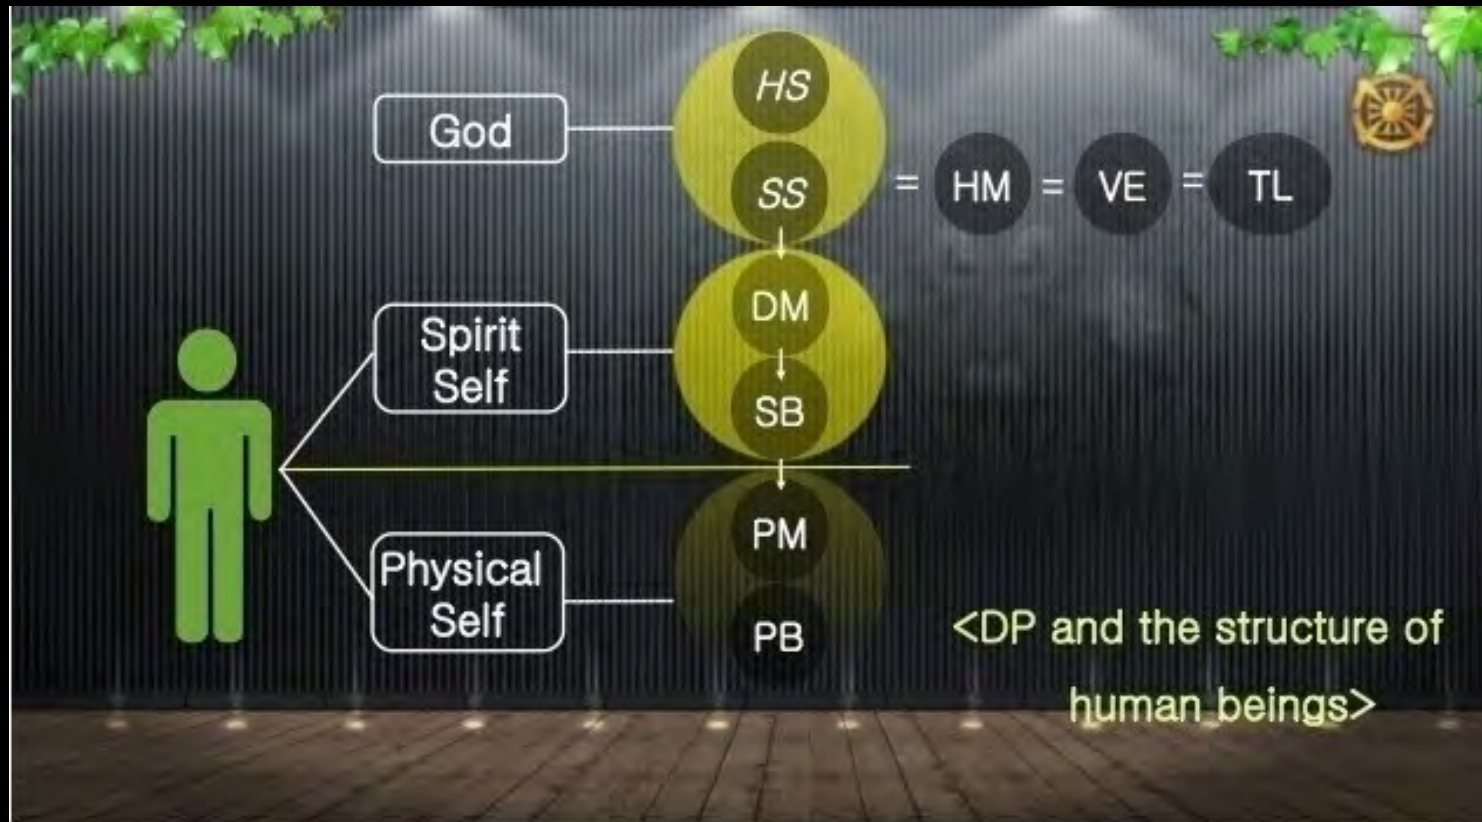 God
HS
SS
= HM = VE = TL
Spirit
Self
DM
SB
Physical
Self
PM
PB
<DP and the structure of
human beings>